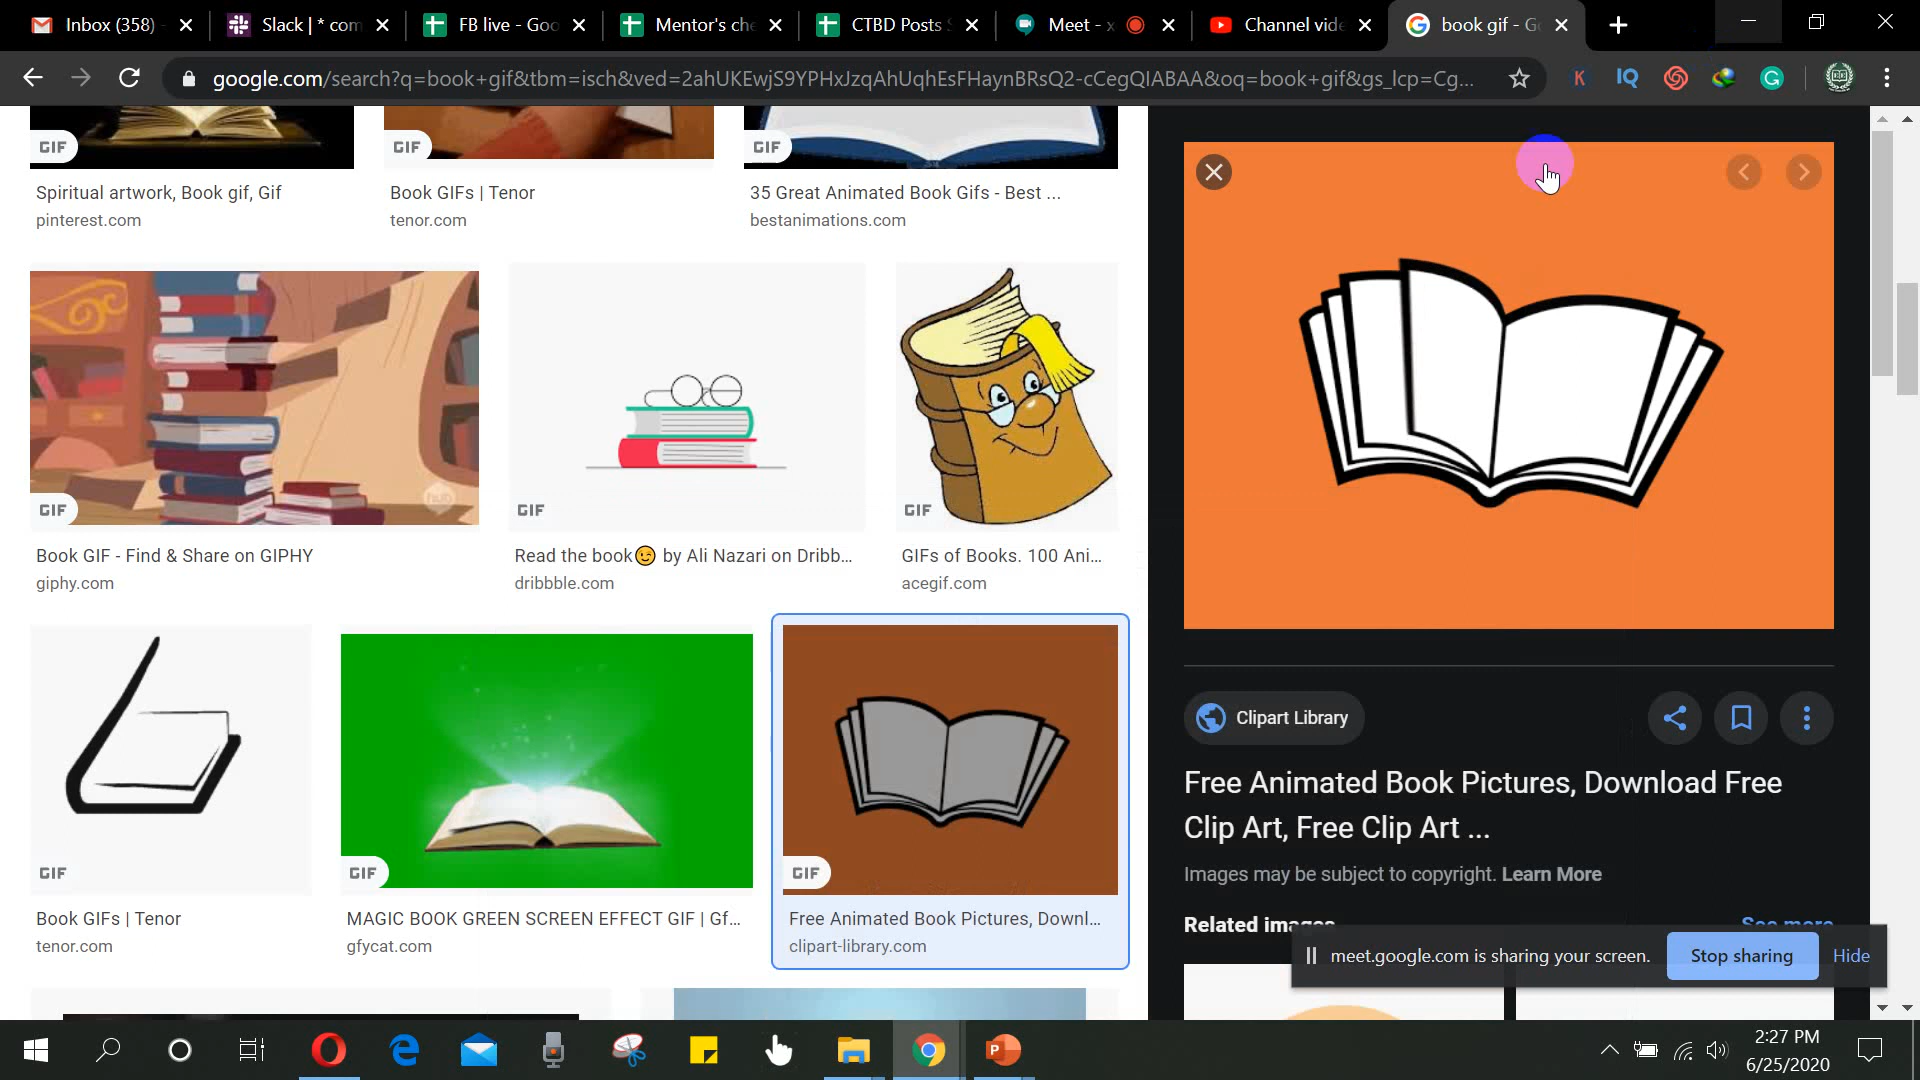 Inbox (358)
Slack | * com
FB live - Goo
Mentor's che
CTBD Posts
Meet - x
Channel vide
book gif - G
google.com/search?q=book+gif&tbm=isch&ved=2ahUKEwjS9YPHxJzqAhUqhEsFHaynBRsQ2-cCegQIABAA&oq=book+gif&gs_lcp=Cg...
K
IQ
GIF
GIF
GIF
Spiritual artwork, Book gif, Gif
pinterest.com
Book GIFs | Tenor
tenor.com
35 Great Animated Book Gifs - Best ...
bestanimations.com
hub
GIF
GIF
GIF
Book GIF - Find & Share on GIPHY
giphy.com
Read the book😉 by Ali Nazari on Dribb...
dribbble.com
GIFs of Books. 100 Ani...
acegif.com
GIF
GIF
GIF
Book GIFs | Tenor
tenor.com
MAGIC BOOK GREEN SCREEN EFFECT GIF | Gf...
gfycat.com
Free Animated Book Pictures, Downl...
clipart-library.com
Clipart Library
Free Animated Book Pictures, Download Free
Clip Art, Free Clip Art ...
Images may be subject to copyright. Learn More
Related images
See more
meet.google.com is sharing your screen.
Stop sharing
Hide
2:27 PM
6/25/2020